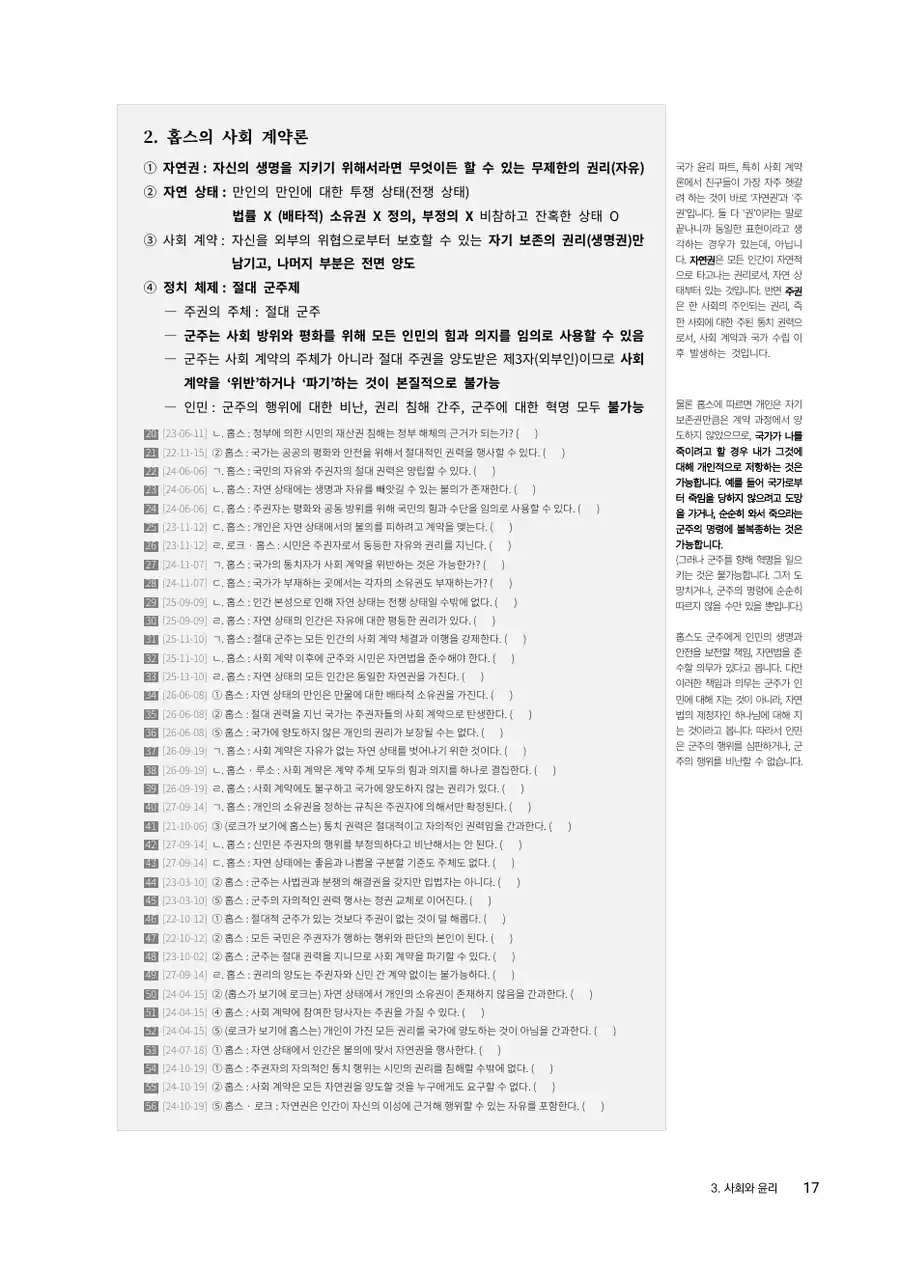 2. 홉스의 사회 계약론
① 자연권 : 자신의 생명을 지키기 위해서라면 무엇이든 할 수 있는 무제한의 권리(자유)
② 자연 상태 : 만인의 만인에 대한 투쟁 상태(전쟁 상태)
법률 X (배타적) 소유권 X 정의, 부정의 X 비참하고 잔혹한 상태 O
③ 사회 계약 : 자신을 외부의 위협으로부터 보호할 수 있는 자기 보존의 권리(생명권)만
남기고, 나머지 부분은 전면 양도
④ 정치 체제 : 절대 군주제
― 주권의 주체 : 절대 군주
― 군주는 사회 방위와 평화를 위해 모든 인민의 힘과 의지를 임의로 사용할 수 있음
― 군주는 사회 계약의 주체가 아니라 절대 주권을 양도받은 제3자(외부인)이므로 사회
계약을 ‘위반’하거나 ‘파기’하는 것이 본질적으로 불가능
― 인민 : 군주의 행위에 대한 비난, 권리 침해 간주, 군주에 대한 혁명 모두 불가능
20 [23-06-11] ㄴ. 홉스 : 정부에 의한 시민의 재산권 침해는 정부 해체의 근거가 되는가? ( )
21 [22-11-15] ② 홉스 : 국가는 공공의 평화와 안전을 위해서 절대적인 권력을 행사할 수 있다. ( )
22 [24-06-06] ㄱ. 홉스 : 국민의 자유와 주권자의 절대 권력은 양립할 수 있다. ( )
23 [24-06-06] ㄴ. 홉스 : 자연 상태에는 생명과 자유를 빼앗길 수 있는 불의가 존재한다. ( )
24 [24-06-06] ㄷ. 홉스 : 주권자는 평화와 공동 방위를 위해 국민의 힘과 수단을 임의로 사용할 수 있다. ( )
25 [23-11-12] ㄷ. 홉스 : 개인은 자연 상태에서의 불의를 피하려고 계약을 맺는다. ( )
26 [23-11-12] ㄹ. 로크 · 홉스 : 시민은 주권자로서 동등한 자유와 권리를 지닌다. ( )
27 [24-11-07] ㄱ. 홉스 : 국가의 통치자가 사회 계약을 위반하는 것은 가능한가? ( )
28 [24-11-07] ㄷ. 홉스 : 국가가 부재하는 곳에서는 각자의 소유권도 부재하는가? ( )
29 [25-09-09] ㄴ. 홉스 : 인간 본성으로 인해 자연 상태는 전쟁 상태일 수밖에 없다. ( )
30 [25-09-09] ㄹ. 홉스 : 자연 상태의 인간은 자유에 대한 평등한 권리가 있다. ( )
31 [25-11-10] ㄱ. 홉스 : 절대 군주는 모든 인간의 사회 계약 체결과 이행을 강제한다. ( )
32 [25-11-10] ㄴ. 홉스 : 사회 계약 이후에 군주와 시민은 자연법을 준수해야 한다. ( )
33 [25-11-10] ㄹ. 홉스 : 자연 상태의 모든 인간은 동일한 자연권을 가진다. ( )
34 [26-06-08] ① 홉스 : 자연 상태의 만인은 만물에 대한 배타적 소유권을 가진다. ( )
35 [26-06-08] ② 홉스 : 절대 권력을 지닌 국가는 주권자들의 사회 계약으로 탄생한다. ( )
36 [26-06-08] ⑤ 홉스 : 국가에 양도하지 않은 개인의 권리가 보장될 수는 없다. ( )
37 [26-09-19] ㄱ. 홉스 : 사회 계약은 자유가 없는 자연 상태를 벗어나기 위한 것이다. ( )
38 [26-09-19] ㄴ. 홉스 · 루소 : 사회 계약은 계약 주체 모두의 힘과 의지를 하나로 결집한다. ( )
39 [26-09-19] ㄹ. 홉스 : 사회 계약에도 불구하고 국가에 양도하지 않는 권리가 있다. ( )
40 [27-09-14] ㄱ. 홉스 : 개인의 소유권을 정하는 규칙은 주권자에 의해서만 확정된다. ( )
41 [21-10-06] ③ (로크가 보기에 홉스는) 통치 권력은 절대적이고 자의적인 권력임을 간과한다. ( )
42 [27-09-14] ㄴ. 홉스 : 신민은 주권자의 행위를 부정의하다고 비난해서는 안 된다. ( )
43 [27-09-14] ㄷ. 홉스 : 자연 상태에는 좋음과 나쁨을 구분할 기준도 주체도 없다. ( )
44 [23-03-10] ② 홉스 : 군주는 사법권과 분쟁의 해결권을 갖지만 입법자는 아니다. ( )
45 [23-03-10] ⑤ 홉스 : 군주의 자의적인 권력 행사는 정권 교체로 이어진다. ( )
46 [22-10-12] ① 홉스 : 절대적 군주가 있는 것보다 주권이 없는 것이 덜 해롭다. ( )
47 [22-10-12] ② 홉스 : 모든 국민은 주권자가 행하는 행위와 판단의 본인이 된다. ( )
48 [23-10-02] ② 홉스 : 군주는 절대 권력을 지니므로 사회 계약을 파기할 수 있다. ( )
49 [27-09-14] ㄹ. 홉스 : 권리의 양도는 주권자와 신민 간 계약 없이는 불가능하다. ( )
50 [24-04-15] ② (홉스가 보기에 로크는) 자연 상태에서 개인의 소유권이 존재하지 않음을 간과한다. ( )
51 [24-04-15] ④ 홉스 : 사회 계약에 참여한 당사자는 주권을 가질 수 있다. ( )
52 [24-04-15] ⑤ (로크가 보기에 홉스는) 개인이 가진 모든 권리를 국가에 양도하는 것이 아님을 간과한다. ( )
53 [24-07-18] ① 홉스 : 자연 상태에서 인간은 불의에 맞서 자연권을 행사한다. ( )
54 [24-10-19] ① 홉스 : 주권자의 자의적인 통치 행위는 시민의 권리를 침해할 수밖에 없다. ( )
55 [24-10-19] ② 홉스 : 사회 계약은 모든 자연권을 양도할 것을 누구에게도 요구할 수 없다. ( )
56 [24-10-19] ⑤ 홉스 · 로크 : 자연권은 인간이 자신의 이성에 근거해 행위할 수 있는 자유를 포함한다. ( )
국가 윤리 파트, 특히 사회 계약
론에서 친구들이 가장 자주 헷갈
려 하는 것이 바로 ‘자연권’과 ‘주
권’입니다. 둘 다 ‘권’이라는 말로
끝나니까 동일한 표현이라고 생
각하는 경우가 있는데, 아닙니
다. 자연권은 모든 인간이 자연적
으로 타고나는 권리로서, 자연 상
태부터 있는 것입니다. 반면 주권
은 한 사회의 주인되는 권리, 즉
한 사회에 대한 주된 통치 권력으
로서, 사회 계약과 국가 수립 이
후 발생하는 것입니다.
물론 홉스에 따르면 개인은 자기
보존권만큼은 계약 과정에서 양
도하지 않았으므로, 국가가 나를
죽이려고 할 경우 내가 그것에
대해 개인적으로 저항하는 것은
가능합니다. 예를 들어 국가로부
터 죽임을 당하지 않으려고 도망
을 가거나, 순순히 와서 죽으라는
군주의 명령에 불복종하는 것은
가능합니다.
(그러나 군주를 향해 혁명을 일으
키는 것은 불가능합니다. 그저 도
망치거나, 군주의 명령에 순순히
따르지 않을 수만 있을 뿐입니다.)
홉스도 군주에게 인민의 생명과
안전을 보전할 책임, 자연법을 준
수할 의무가 있다고 봅니다. 다만
이러한 책임과 의무는 군주가 인
민에 대해 지는 것이 아니라, 자연
법의 제정자인 하나님에 대해 지
는 것이라고 봅니다. 따라서 인민
은 군주의 행위를 심판하거나, 군
주의 행위를 비난할 수 없습니다.
3. 사회와 윤리 17